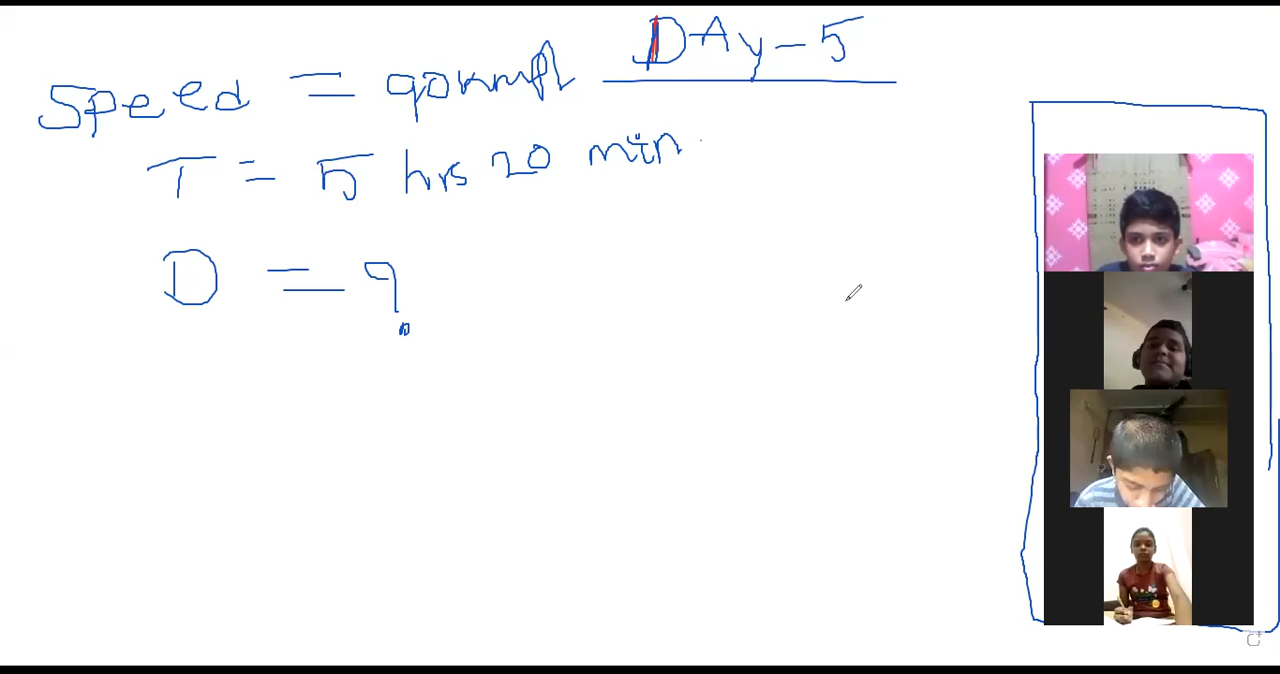 DAy - 5
Speed = 90kmph
T = 5 hrs 20 min
D = ?